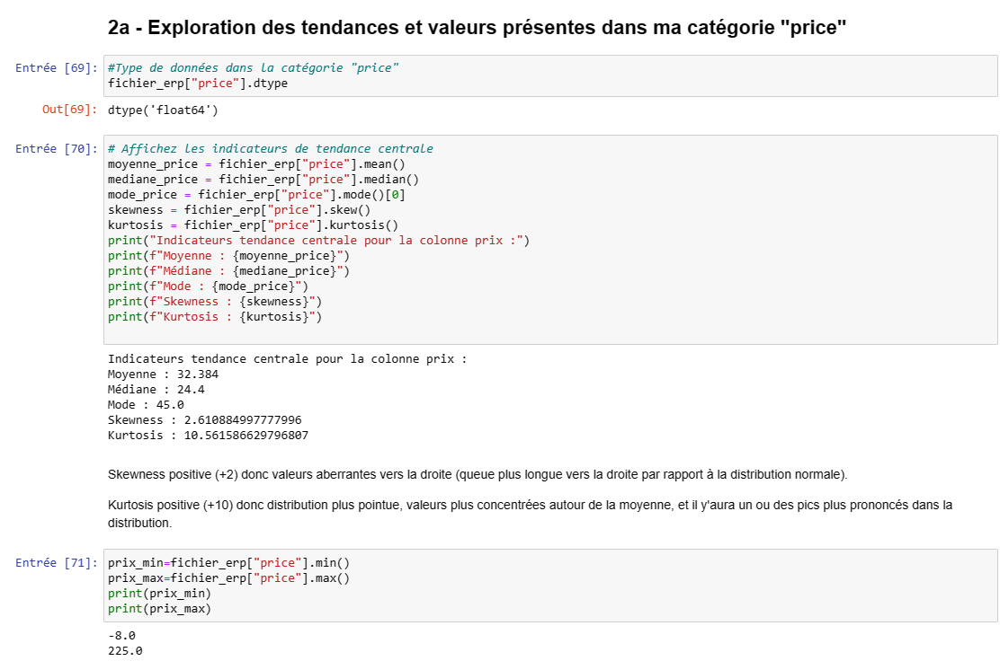 2a - Exploration des tendances et valeurs présentes dans ma catégorie "price"
Entrée [69]: #Type de données dans la catégorie "price"
fichier_erp["price"].dtype
Out[69]: dtype('float64')
Entrée [70]: # Affichez les indicateurs de tendance centrale
moyenne_price = fichier_erp["price"].mean()
mediane_price = fichier_erp["price"].median()
mode_price = fichier_erp["price"].mode()[0]
skewness = fichier_erp["price"].skew()
kurtosis = fichier_erp["price"].kurtosis()
print("Indicateurs tendance centrale pour la colonne prix :")
print(f"Moyenne : {moyenne_price}")
print(f"Médiane : {mediane_price}")
print(f"Mode : {mode_price}")
print(f"Skewness : {skewness}")
print(f"Kurtosis : {kurtosis}")
Indicateurs tendance centrale pour la colonne prix :
Moyenne : 32.384
Médiane : 24.4
Mode : 45.0
Skewness : 2.610884997777996
Kurtosis : 10.561586629796807
Skewness positive (+2) donc valeurs aberrantes vers la droite (queue plus longue vers la droite par rapport à la distribution normale).
Kurtosis positive (+10) donc distribution plus pointue, valeurs plus concentrées autour de la moyenne, et il y'aura un ou des pics plus prononcés dans la
distribution.
Entrée [71]: prix_min=fichier_erp["price"].min()
prix_max=fichier_erp["price"].max()
print(prix_min)
print(prix_max)
-8.0
225.0